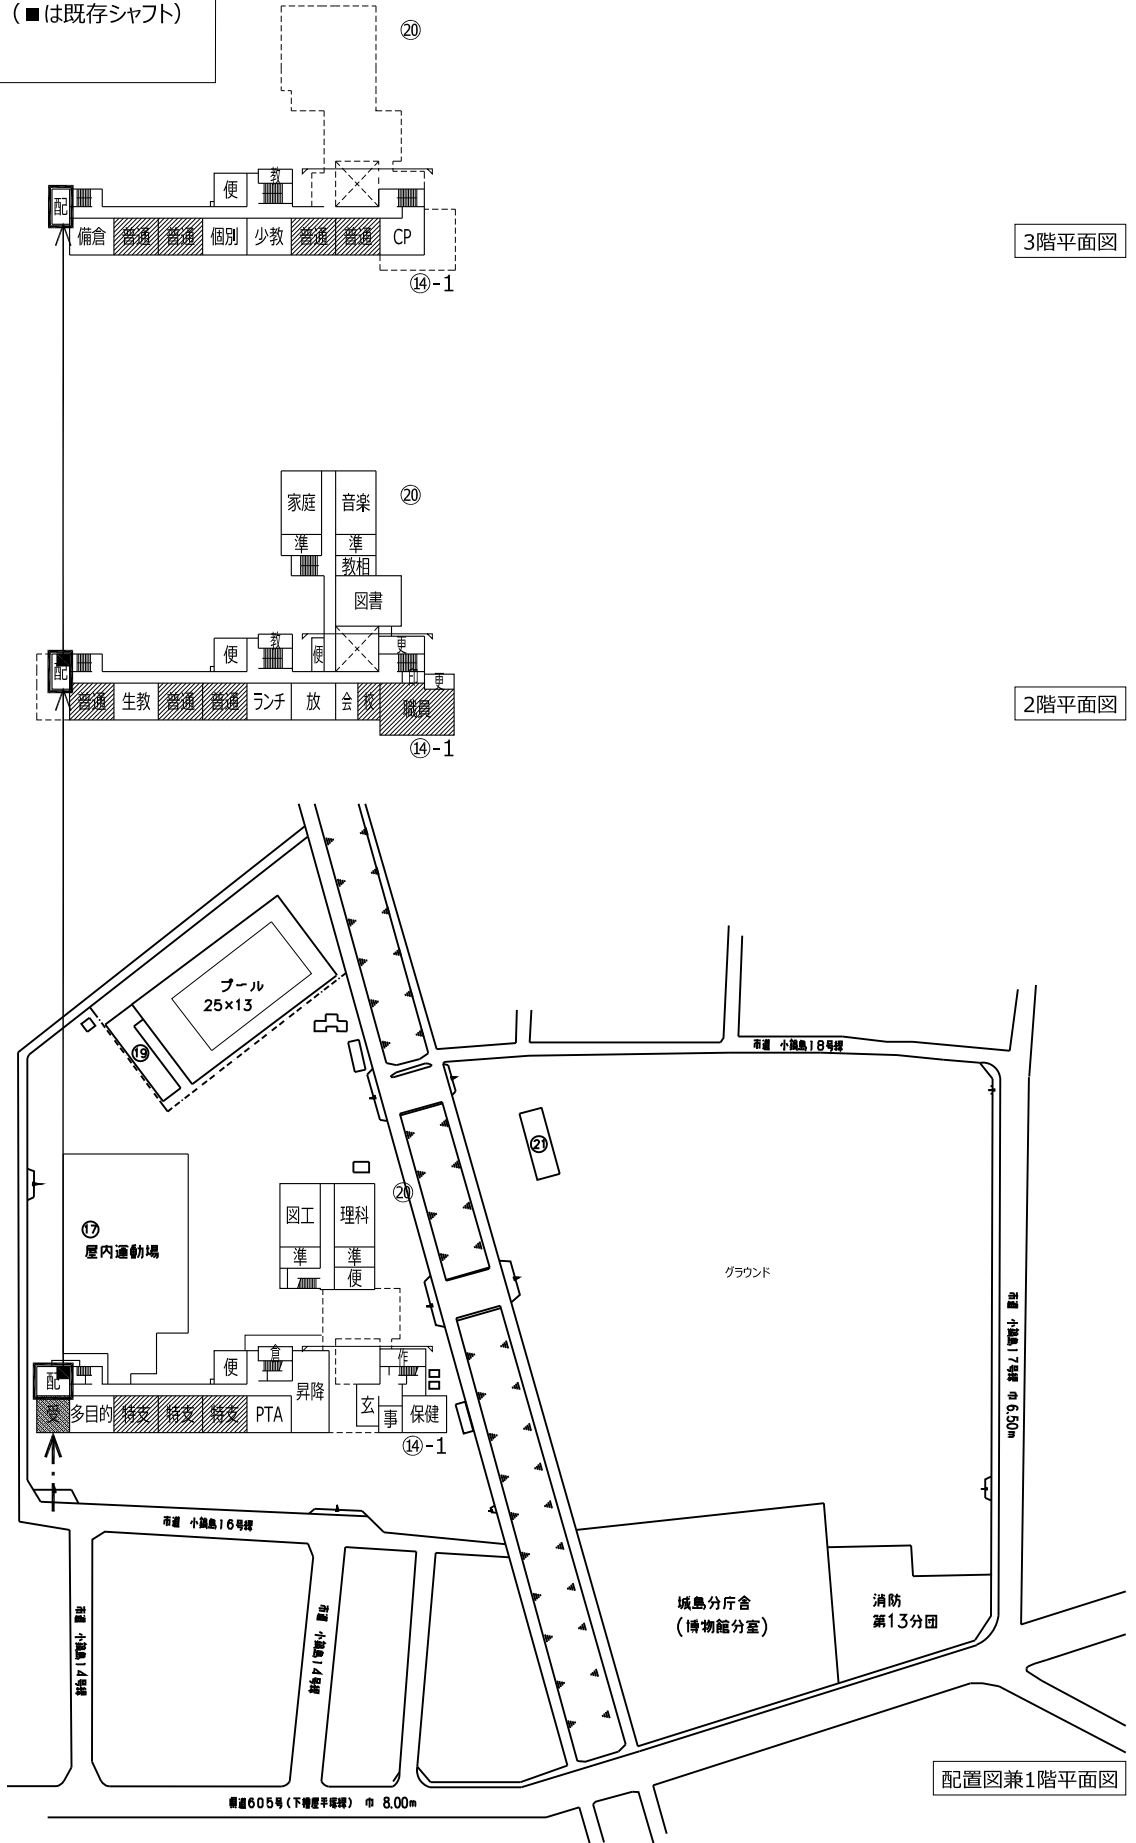 （■は既存シャフト）
⑳
教
便
配
備倉 普通 普通 個別 少教 普通 普通 CP
3階平面図
⑭-1
家庭 音楽
⑳
準 準
教相
図書
教
便 便 更
配
印 更
普通 生教 普通 普通 ランチ 放 会 校 職員
2階平面図
⑭-1
プール
25×13
⑲
市道 小鍋島18号線
㉑
⑳
図工 理科
⑰
屋内運動場
準 準
便
グラウンド
市道 小鍋島17号線 巾 6.50m
倉 作
便
配
昇降
玄
受 多目的 特支 特支 特支 PTA 事 保健
⑭-1
市道 小鍋島16号線
城島分庁舎
(博物館分室)
消防
第13分団
市道 小鍋島14号線
市道 小鍋島14号線
配置図兼1階平面図
県道605号(下糟屋平塚線) 巾 8.00m